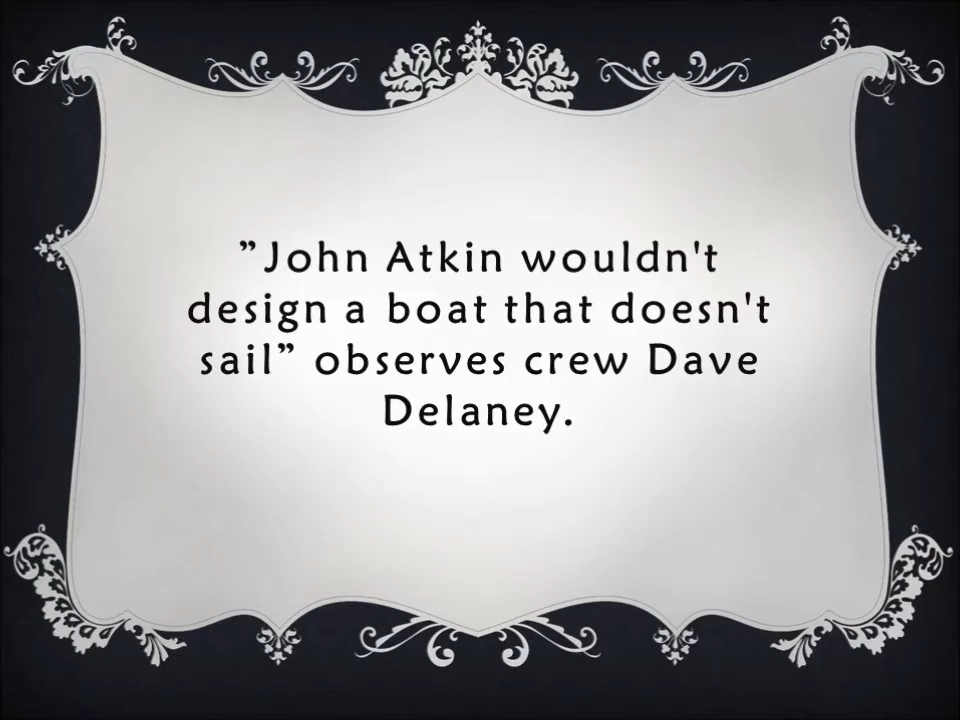 ”John Atkin wouldn't
design a boat that doesn't
sail” observes crew Dave
Delaney.